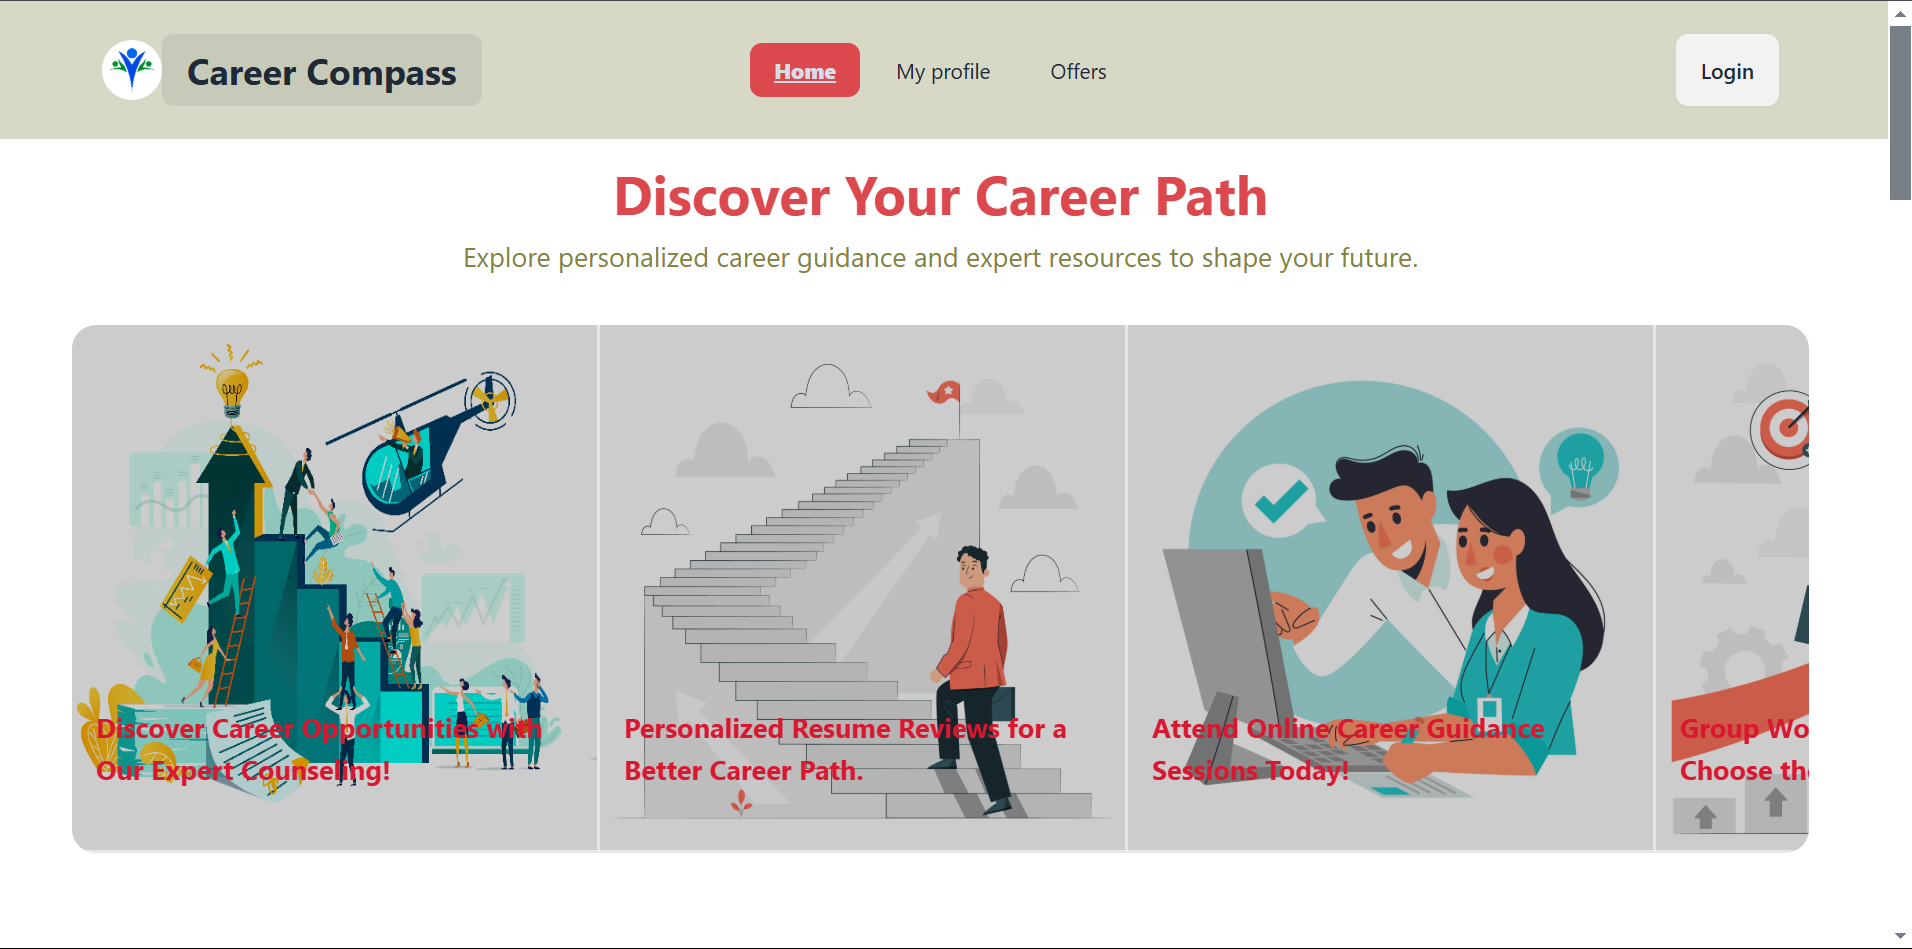 Career Compass
Home
My profile
Offers
Login
Discover Your Career Path
Explore personalized career guidance and expert resources to shape your future.
Discover Career Opportunities with
Our Expert Counseling!
Personalized Resume Reviews for a
Better Career Path.
Attend Online Career Guidance
Sessions Today!
Group Wo
Choose th